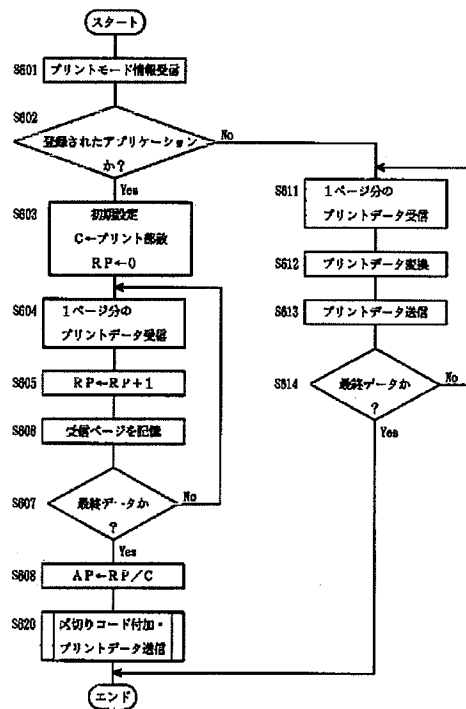 スタート
S601 プリントモード情報受信
S602
登録されたアプリケーション
か？
No
Yes
S603
初期設定
C←プリント部数
RP←0
S604
1ページ分の
プリントデータ受信
S605 RP←RP+1
S606 受信ページを記憶
S607 最終データか
？
No
Yes
S608 AP←RP/C
S620
区切りコード付加・
プリントデータ送信
エンド
S611
1ページ分の
プリントデータ受信
S612 プリントデータ変換
S613 プリントデータ送信
S614 最終データか
？
No
Yes